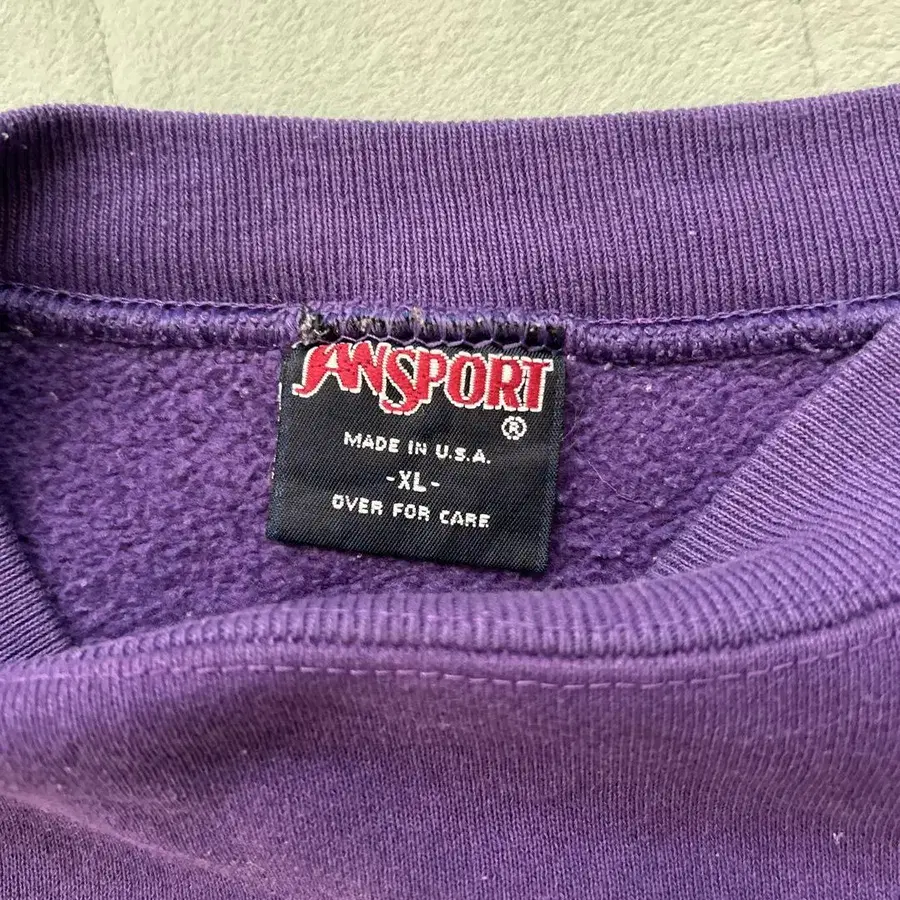 JANSPORT
®
MADE IN U.S.A.
-XL-
OVER FOR CARE